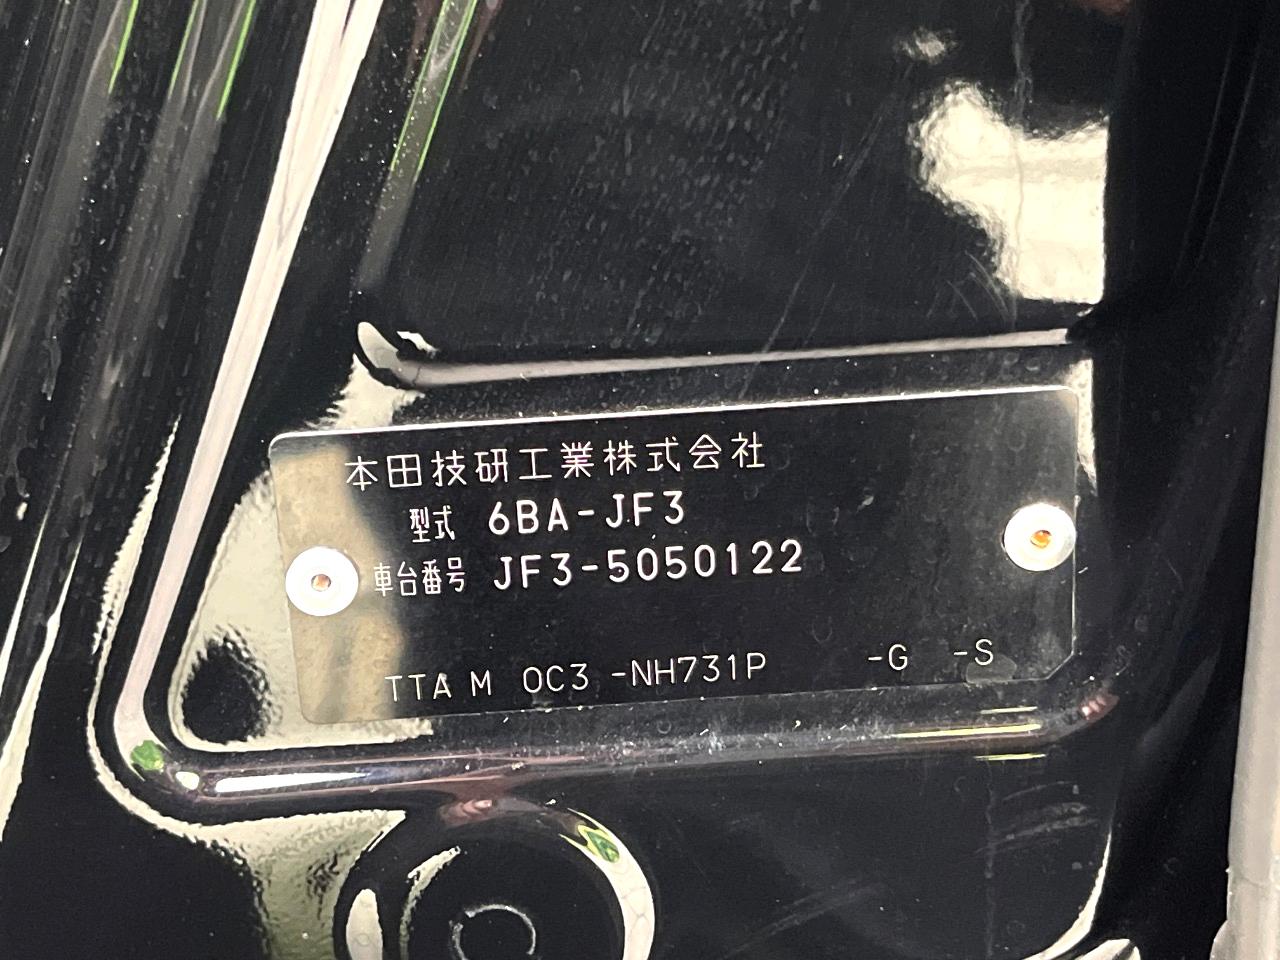 本田技研工業株式会社
型式 6BA-JF3
車台番号 JF3-5050122
TTA M 0C3 -NH731P -G -S